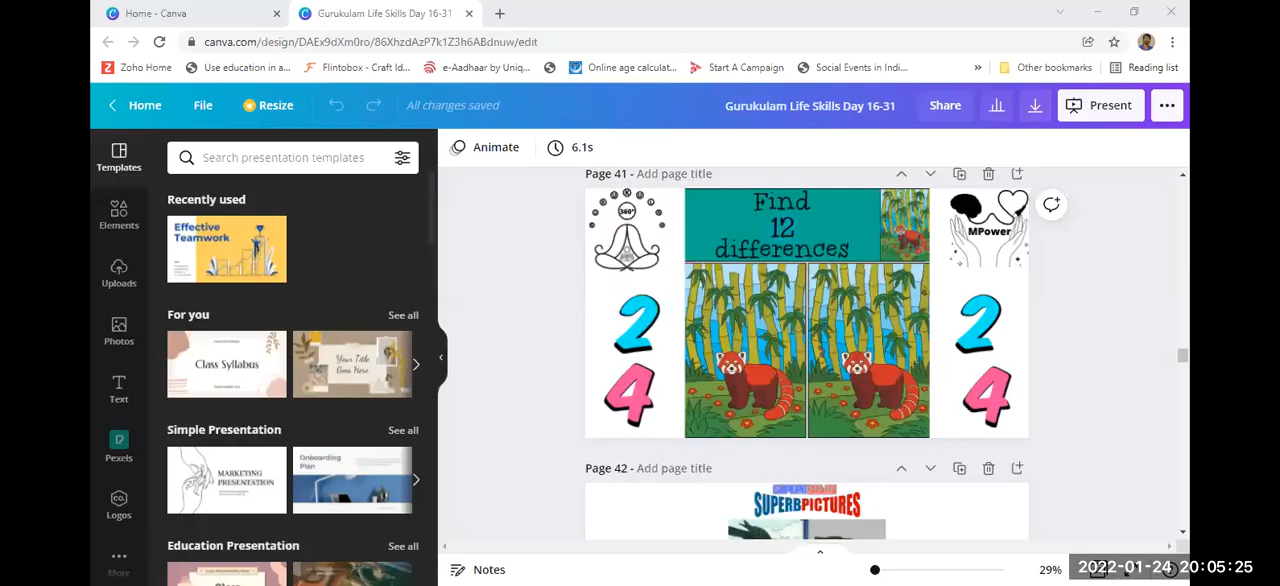 Home - Canva
Gurukulam Life Skills Day 16-31
canva.com/design/DAEx9dXm0ro/86XhzdAzP7k1Z3h6ABdnuw/edit
Zoho Home
Use education in a...
Flintobox - Craft Id...
e-Aadhaar by Uniq...
Online age calculat...
Start A Campaign
Social Events in Indi...
»
Other bookmarks
Reading list
Home
File
Resize
All changes saved
Gurukulam Life Skills Day 16-31
Share
Present
Templates
Elements
Uploads
Photos
Text
Pexels
Logos
More
Search presentation templates
Recently used
Effective
Teamwork
For you
See all
Class Syllabus
Your Title
Goes Here
Simple Presentation
See all
MARKETING
PRESENTATION
Onboarding
Plan
Education Presentation
See all
Animate
6.1s
Page 41 - Add page title
360°
Find
12
differences
MPower
2
4
2
4
Page 42 - Add page title
SUPERBPICTURES
Notes
29%
2022-01-24 20:05:25